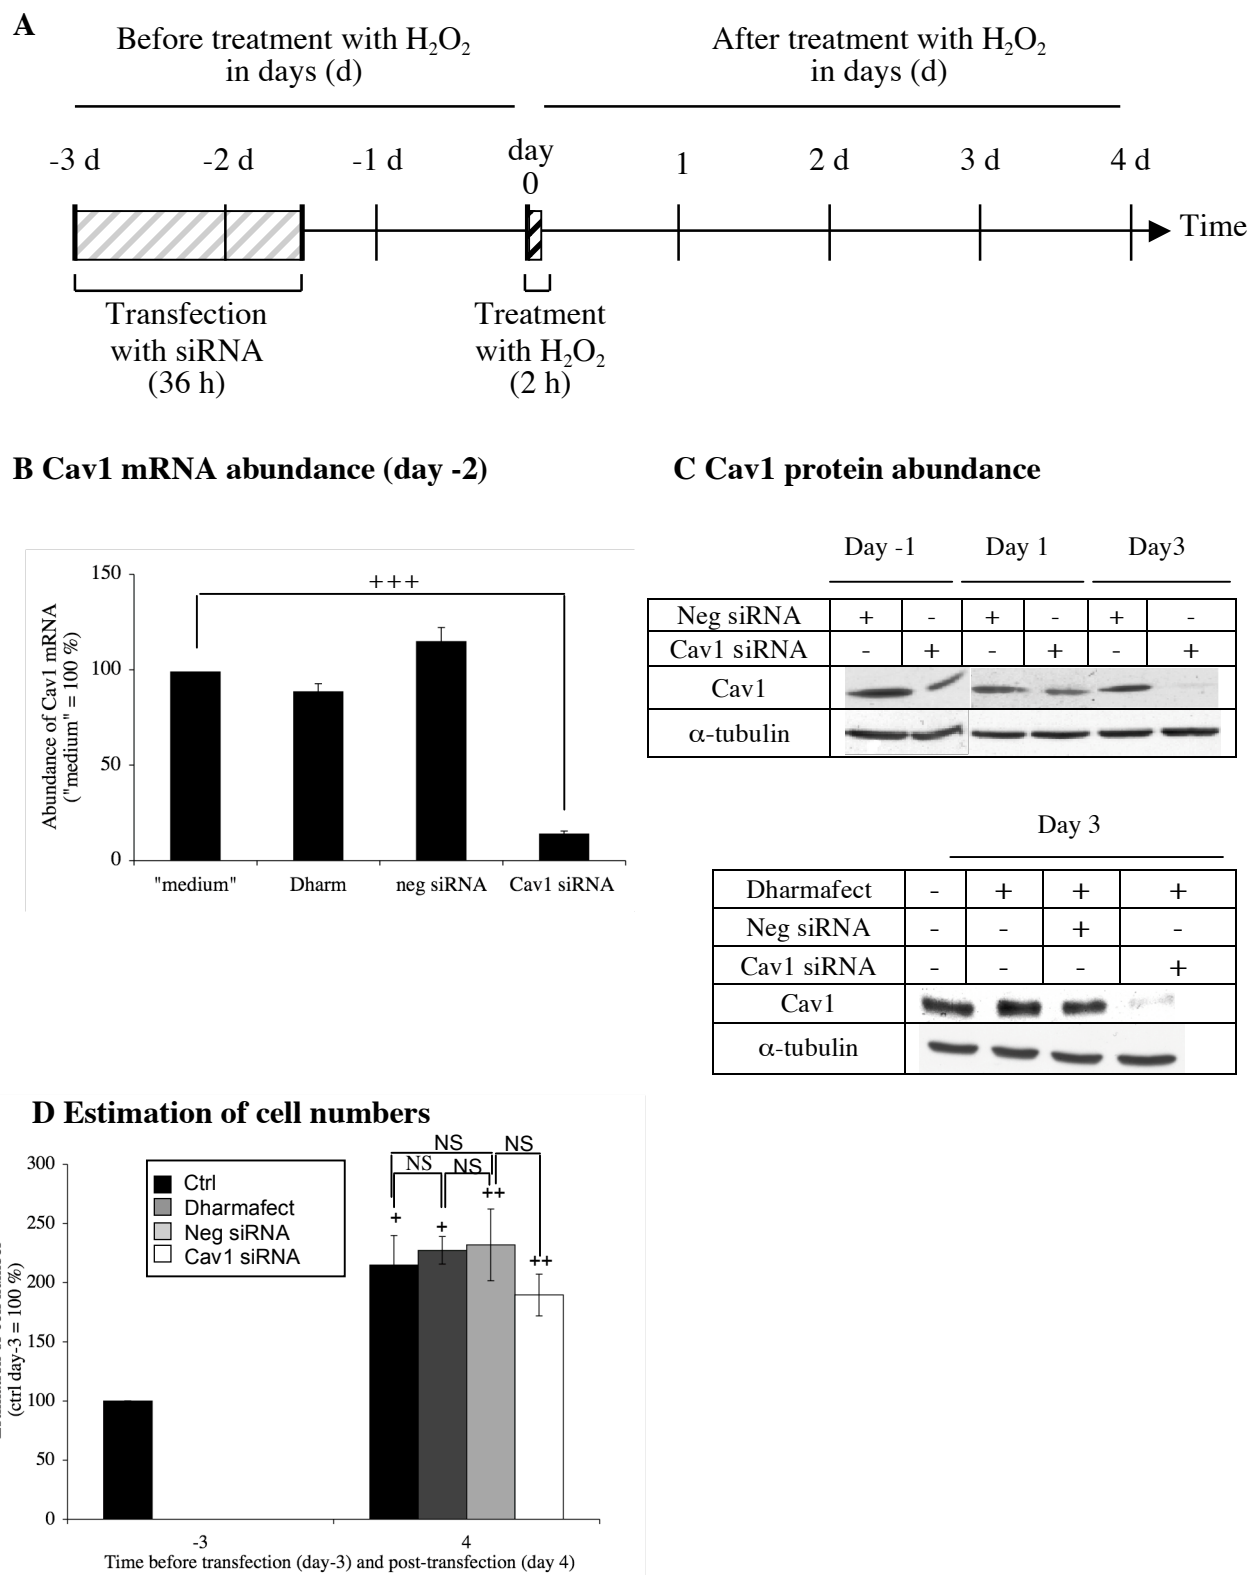 A
Before treatment with H₂O₂
in days (d)
After treatment with H₂O₂
in days (d)
-3 d -2 d -1 d day 0 1 2 d 3 d 4 d
Time
Transfection
with siRNA
(36 h)
Treatment
with H₂O₂
(2 h)
B Cav1 mRNA abundance (day -2)
Abundance of Cav1 mRNA
("medium" = 100 %)
150
100
50
0
+++
"medium" Dharm neg siRNA Cav1 siRNA
C Cav1 protein abundance
Day -1 Day 1 Day3
Neg siRNA + - + - + -
Cav1 siRNA - + - + - +
Cav1
α-tubulin
Day 3
Dharmafect - + + +
Neg siRNA - - + -
Cav1 siRNA - - - +
Cav1
α-tubulin
D Estimation of cell numbers
(ctrl day-3 = 100 %)
300
250
200
150
100
50
0
Ctrl
Dharmafect
Neg siRNA
Cav1 siRNA
NS NS
NS NS
+ + ++ ++
-3 4
Time before transfection (day-3) and post-transfection (day 4)